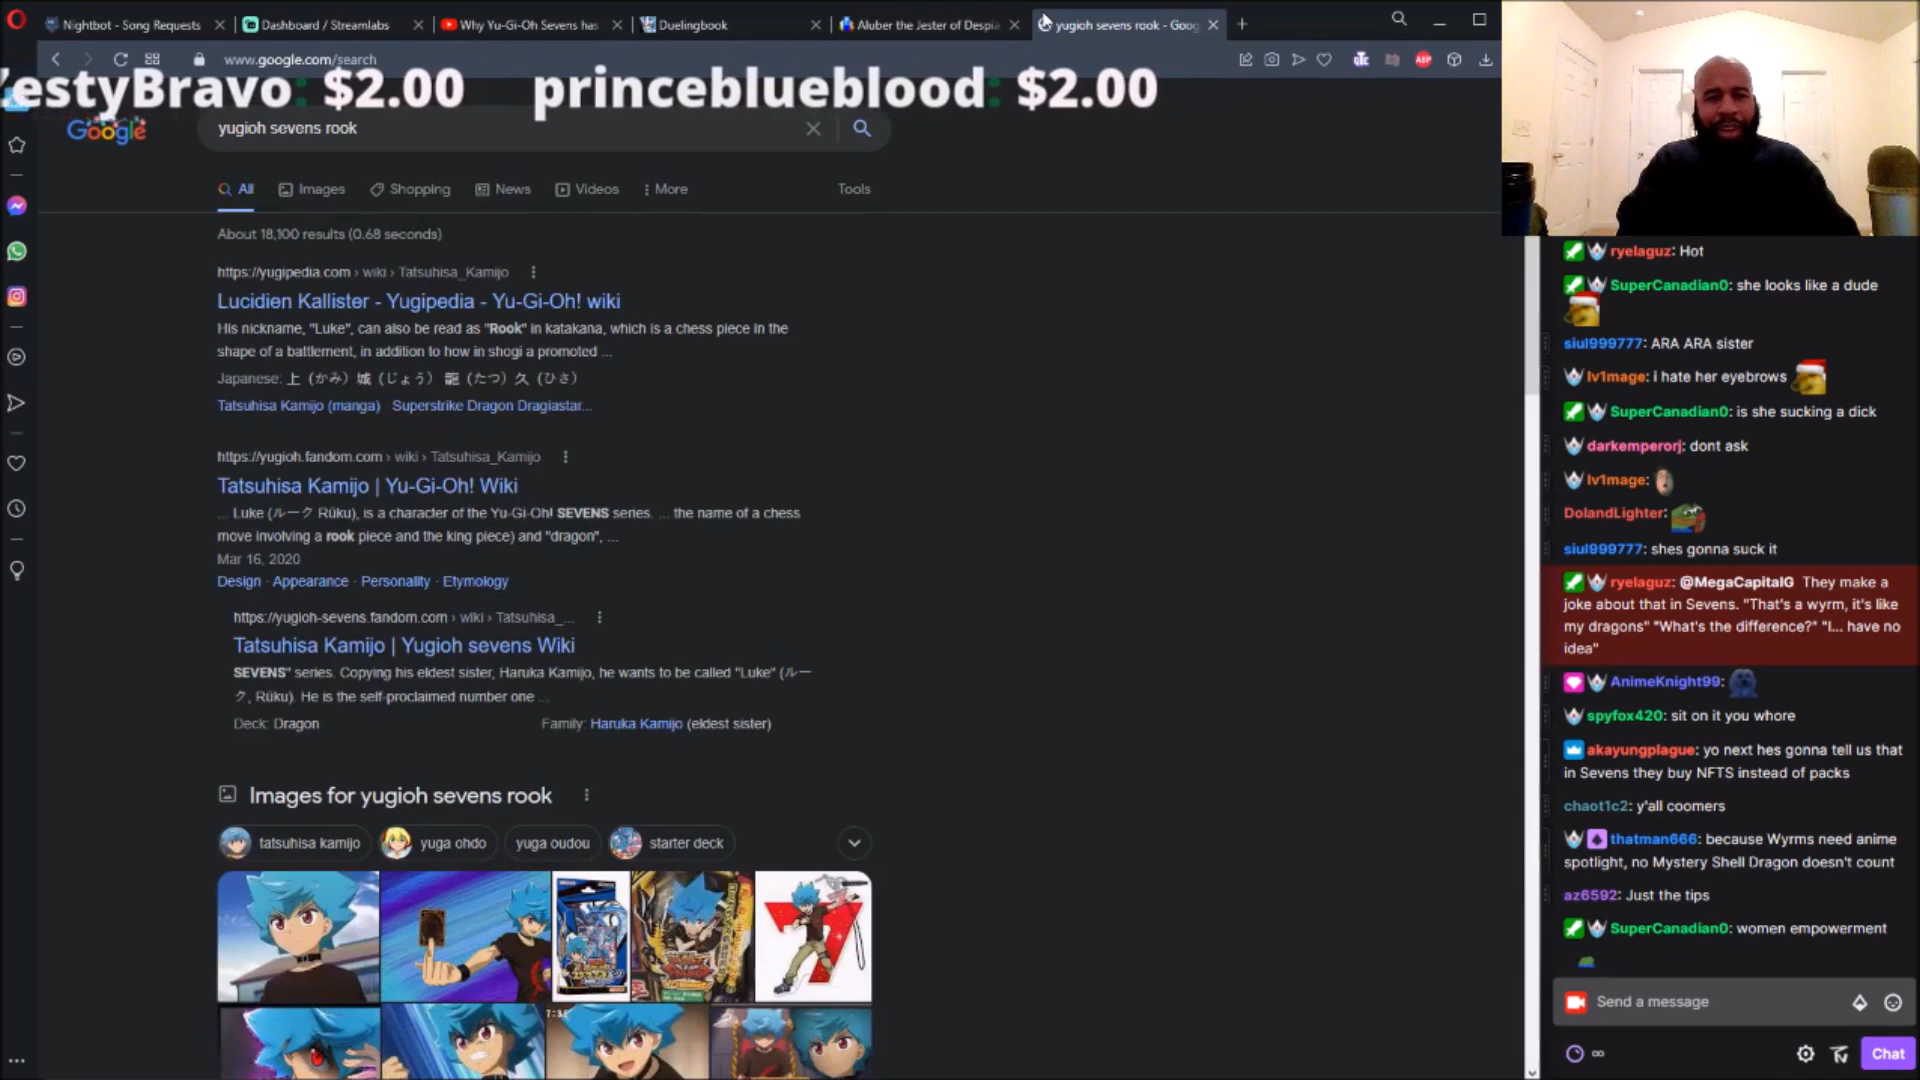 Nightbot - Song Requests
Dashboard / Streamlabs
Why Yu-Gi-Oh Sevens has
Duelingbook
Aluber the Jester of Despia
yugioh sevens rook - Goog
www.google.com/search
estyBravo: $2.00 princeblueblood: $2.00
Google
yugioh sevens rook
All
Images
Shopping
News
Videos
More
Tools
About 18,100 results (0.68 seconds)
https://yugipedia.com › wiki › Tatsuhisa_Kamijo
Lucidien Kallister - Yugipedia - Yu-Gi-Oh! wiki
His nickname, "Luke", can also be read as "Rook" in katakana, which is a chess piece in the
shape of a battlement, in addition to how in shogi a promoted ...
Japanese: 上（かみ）城（じょう）龍（たつ）久（ひさ）
Tatsuhisa Kamijo (manga) · Superstrike Dragon Dragiastar...
https://yugioh.fandom.com › wiki › Tatsuhisa_Kamijo
Tatsuhisa Kamijo | Yu-Gi-Oh! Wiki
... Luke (ルーク Rūku), is a character of the Yu-Gi-Oh! SEVENS series. ... the name of a chess
move involving a rook piece and the king piece) and "dragon", ...
Mar 16, 2020
Design · Appearance · Personality · Etymology
https://yugioh-sevens.fandom.com › wiki › Tatsuhisa_...
Tatsuhisa Kamijo | Yugioh sevens Wiki
SEVENS" series. Copying his eldest sister, Haruka Kamijo, he wants to be called "Luke" (ルー
ク, Rūku). He is the self-proclaimed number one ...
Deck: Dragon
Family: Haruka Kamijo (eldest sister)
Images for yugioh sevens rook
tatsuhisa kamijo
yuga ohdo
yuga oudou
starter deck
ryelaguz: Hot
SuperCanadian0: she looks like a dude
siul999777: ARA ARA sister
lv1mage: i hate her eyebrows
SuperCanadian0: is she sucking a dick
darkemperorj: dont ask
lv1mage:
DolandLighter:
siul999777: shes gonna suck it
ryelaguz: @MegaCapitalG They make a
joke about that in Sevens. "That's a wyrm, it's like
my dragons" "What's the difference?" "I... have no
idea"
AnimeKnight99:
spyfox420: sit on it you whore
akayungplague: yo next hes gonna tell us that
in Sevens they buy NFTS instead of packs
chaot1c2: y'all coomers
thatman666: because Wyrms need anime
spotlight, no Mystery Shell Dragon doesn't count
az6592: Just the tips
SuperCanadian0: women empowerment
Send a message
Chat